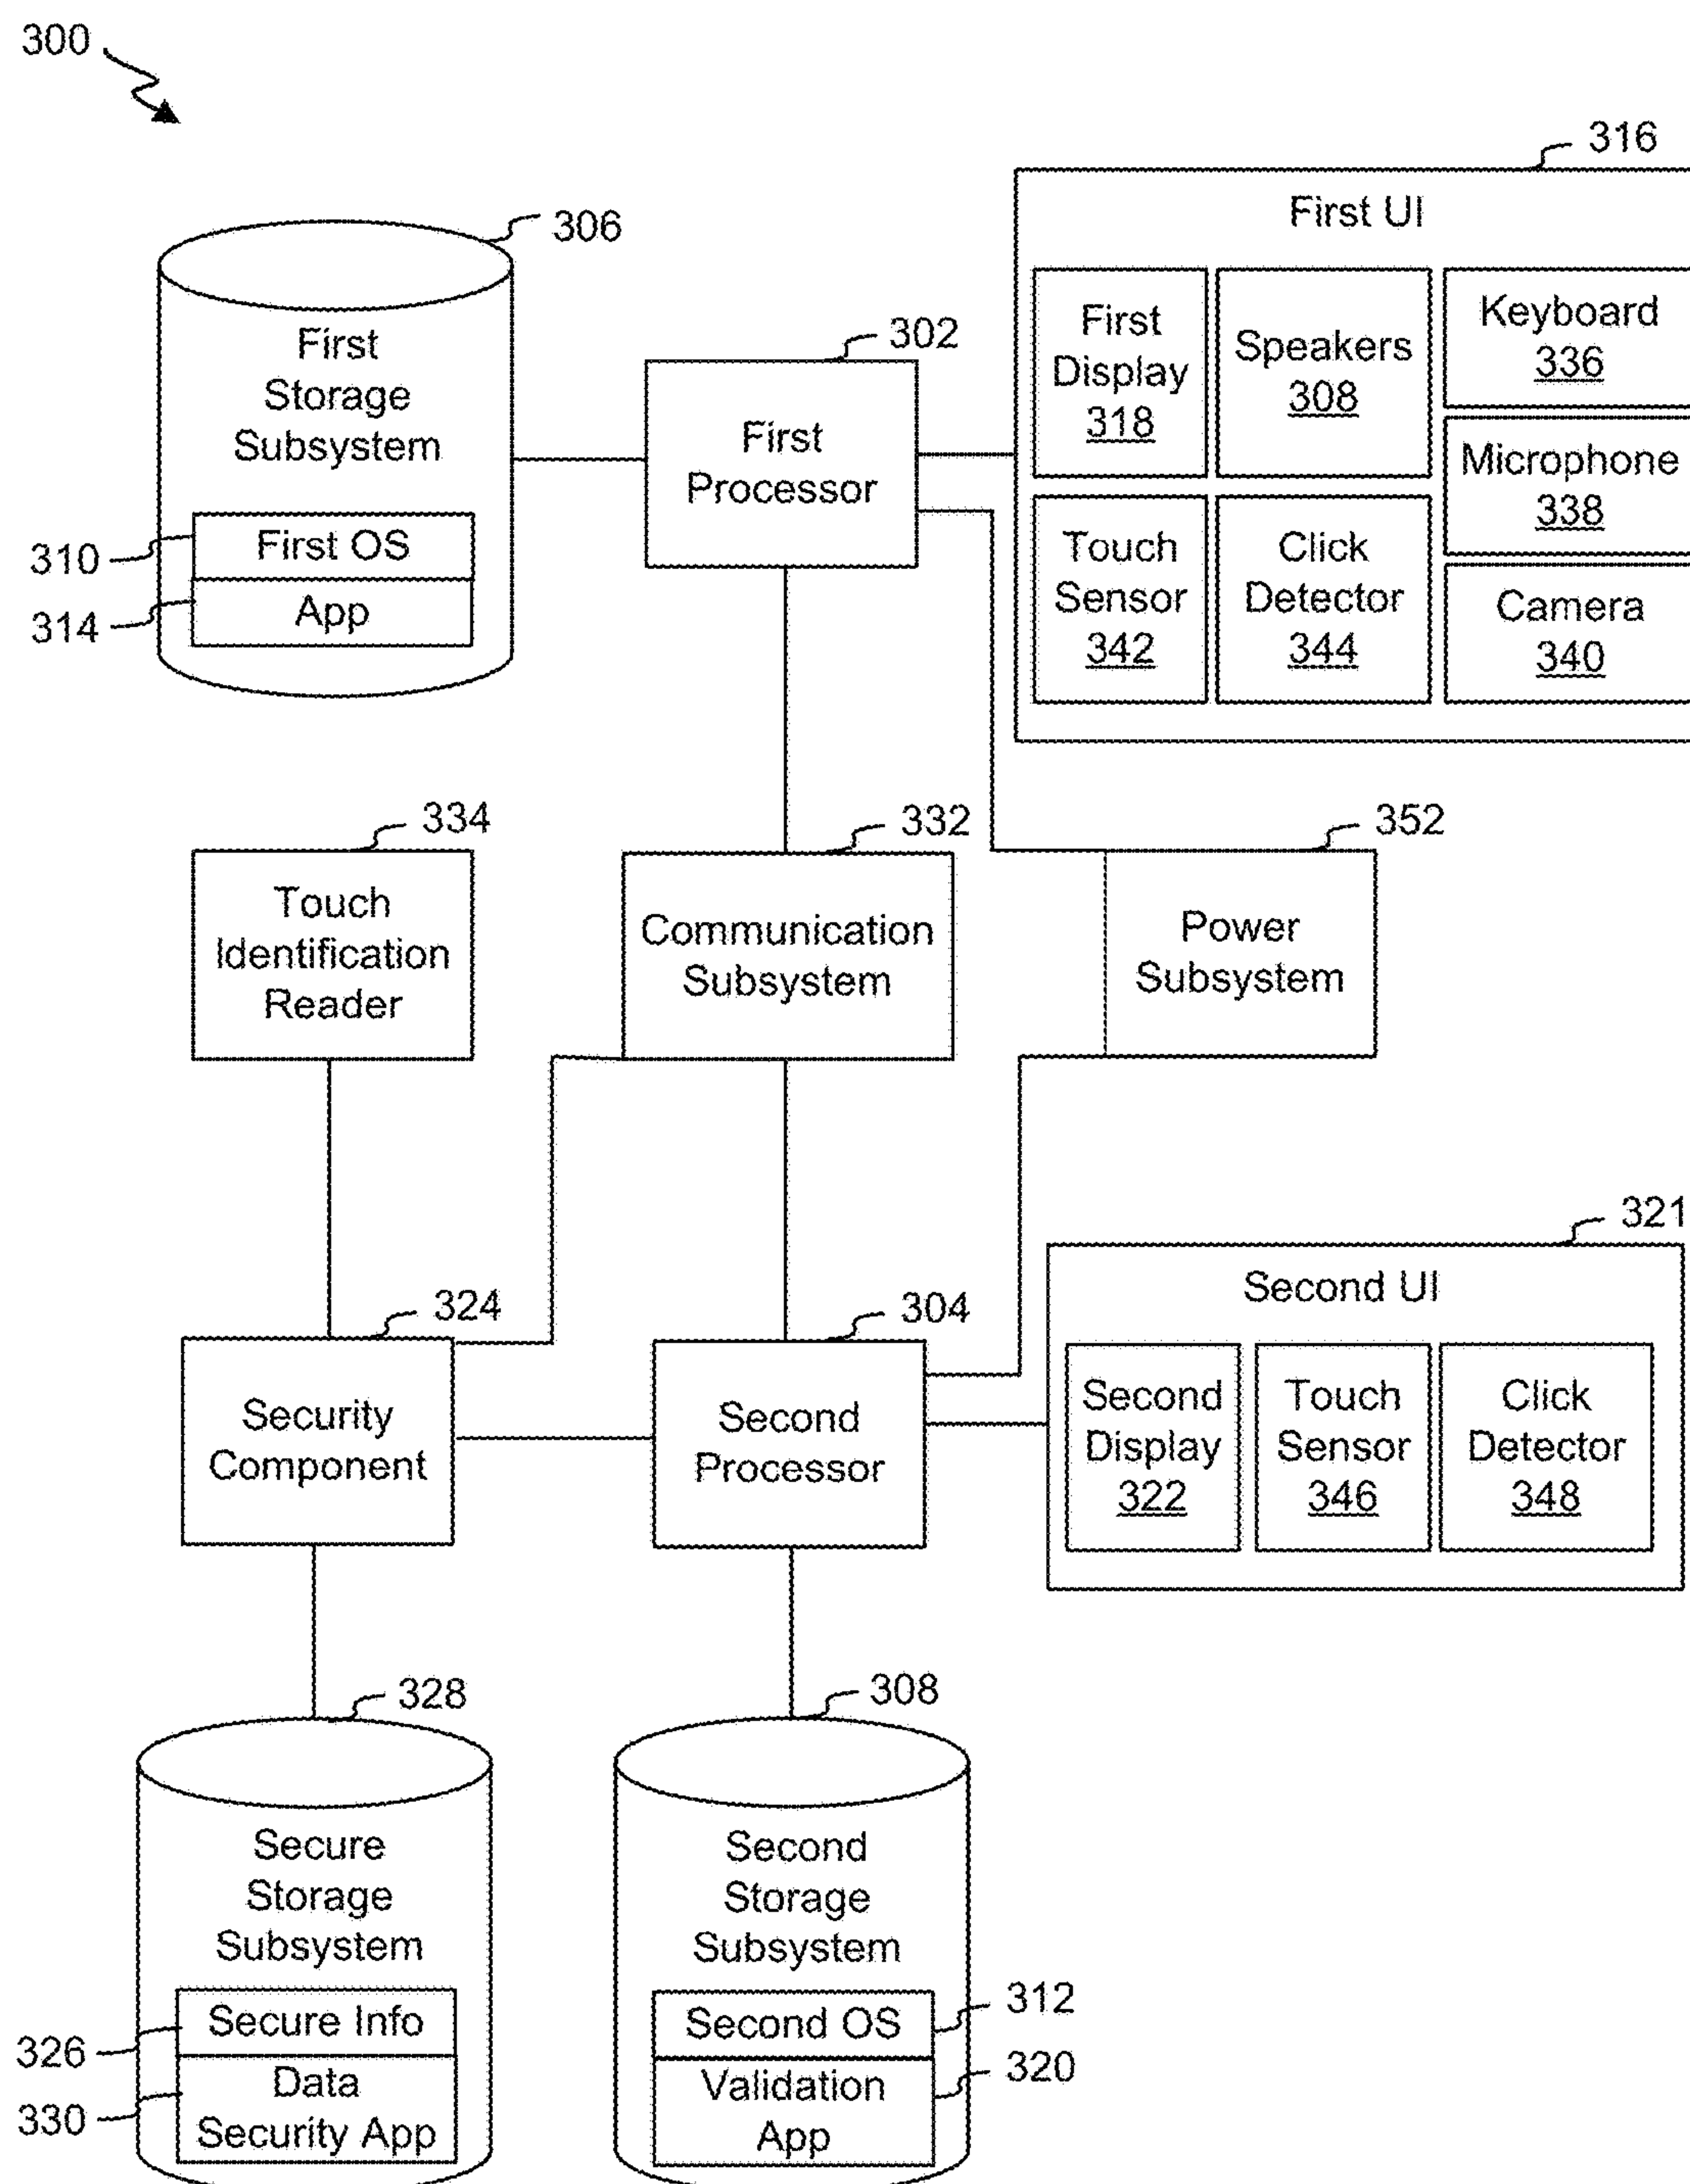 300
316
First UI
306
First
Storage
Subsystem
302
First
Processor
First
Display
318
Speakers
308
Keyboard
336
Microphone
338
Touch
Sensor
342
Click
Detector
344
Camera
340
310
First OS
314
App
334
Touch
Identification
Reader
332
Communication
Subsystem
352
Power
Subsystem
321
Second UI
324
Security
Component
304
Second
Processor
Second
Display
322
Touch
Sensor
346
Click
Detector
348
328
Secure
Storage
Subsystem
308
Second
Storage
Subsystem
326
Secure Info
330
Data
Security App
Second OS
312
Validation
App
320